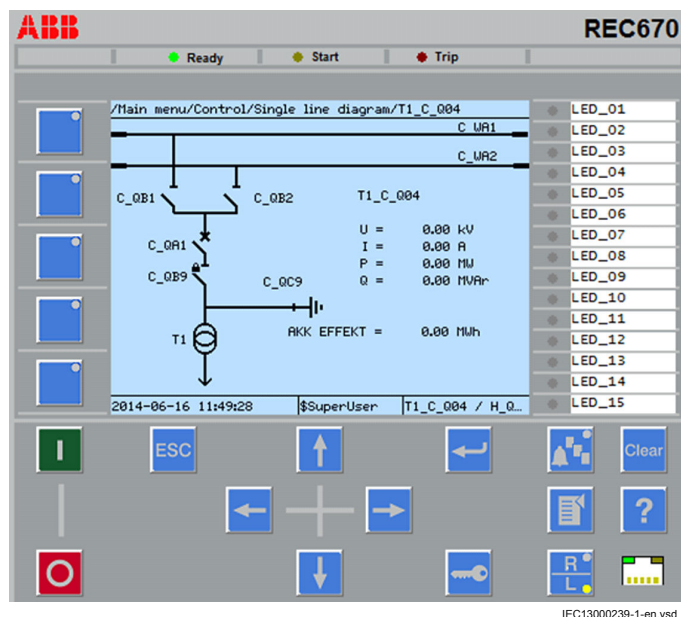 ABB
REC670
Ready
Start
Trip
/Main menu/Control/Single line diagram/T1_C_Q04
C_WA1
C_WA2
C_QB1
C_QB2
T1_C_Q04
U = 0.00 kV
I = 0.00 A
P = 0.00 MW
Q = 0.00 MVAr
C_QA1
C_QB9
C_QC9
T1
AKK EFFEKT = 0.00 MWh
2014-06-16 11:49:28
$SuperUser
T1_C_Q04 / H_Q...
LED_01
LED_02
LED_03
LED_04
LED_05
LED_06
LED_07
LED_08
LED_09
LED_10
LED_11
LED_12
LED_13
LED_14
LED_15
I
ESC
Clear
?
O
R
L
IEC13000239-1-en.vsd